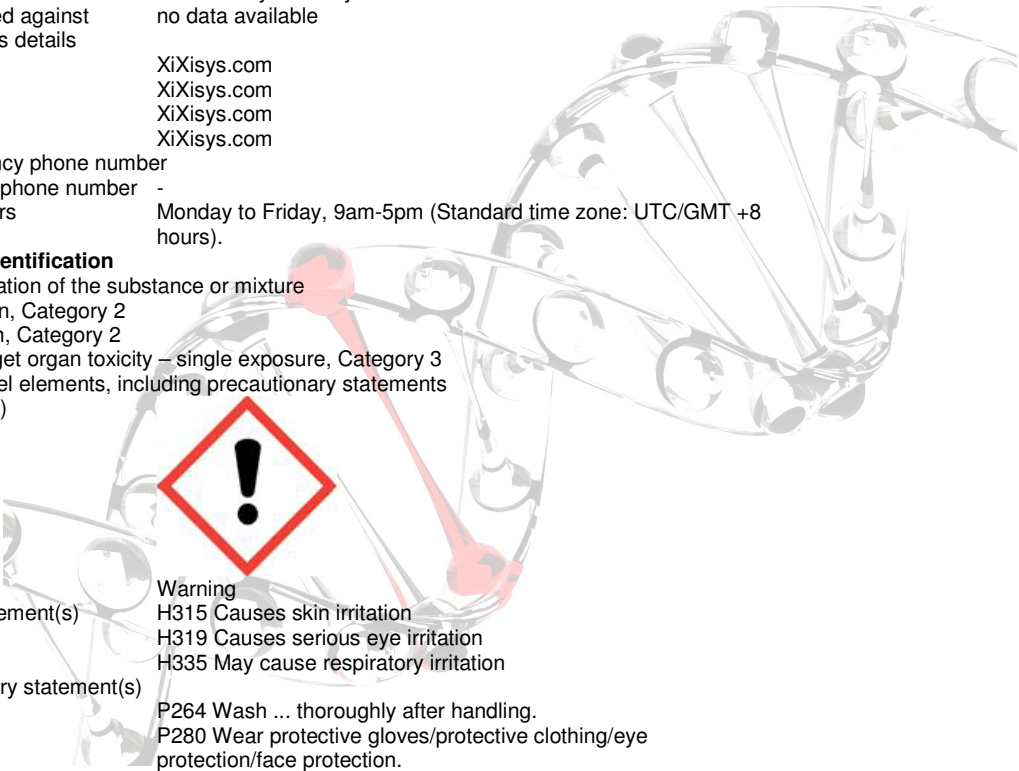 ed against no data available
s details
XiXisys.com
XiXisys.com
XiXisys.com
XiXisys.com
ncy phone number
phone number -
rs Monday to Friday, 9am-5pm (Standard time zone: UTC/GMT +8
hours).
entification
ation of the substance or mixture
n, Category 2
n, Category 2
get organ toxicity – single exposure, Category 3
el elements, including precautionary statements
)
Warning
ement(s) H315 Causes skin irritation
H319 Causes serious eye irritation
H335 May cause respiratory irritation
ry statement(s)
P264 Wash ... thoroughly after handling.
P280 Wear protective gloves/protective clothing/eye
protection/face protection.